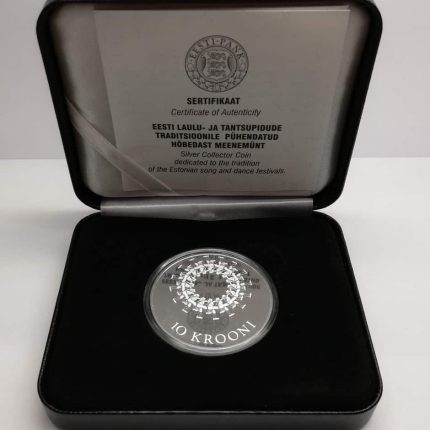 EESTI PANK
SERTIFIKAAT
Certificate of Authenticity
EESTI LAULU- JA TANTSUPIDUDE
TRADITSIOONILE PÜHENDATUD
HÕBEDAST MEENEMÜNT
Silver Collector Coin
dedicated to the tradition
of the Estonian song and dance festivals
10 KROONI